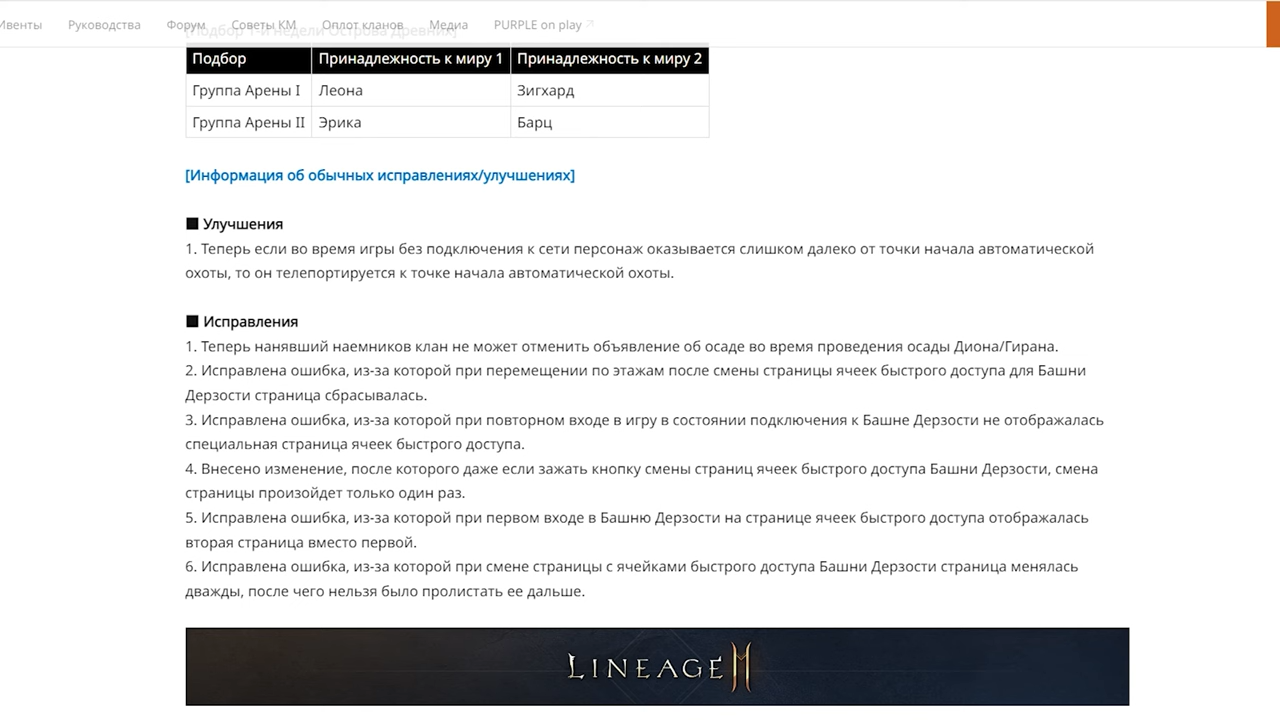 Ивенты Руководства Форум Советы КМ Оплот кланов Медиа PURPLE on play
[Подбор 1-й недели Острова древних]
Подбор Принадлежность к миру 1 Принадлежность к миру 2
Группа Арены I Леона Зигхард
Группа Арены II Эрика Барц
[Информация об обычных исправлениях/улучшениях]
■ Улучшения
1. Теперь если во время игры без подключения к сети персонаж оказывается слишком далеко от точки начала автоматической
охоты, то он телепортируется к точке начала автоматической охоты.
■ Исправления
1. Теперь нанявший наемников клан не может отменить объявление об осаде во время проведения осады Диона/Гирана.
2. Исправлена ошибка, из-за которой при перемещении по этажам после смены страницы ячеек быстрого доступа для Башни
Дерзости страница сбрасывалась.
3. Исправлена ошибка, из-за которой при повторном входе в игру в состоянии подключения к Башне Дерзости не отображалась
специальная страница ячеек быстрого доступа.
4. Внесено изменение, после которого даже если зажать кнопку смены страниц ячеек быстрого доступа Башни Дерзости, смена
страницы произойдет только один раз.
5. Исправлена ошибка, из-за которой при первом входе в Башню Дерзости на странице ячеек быстрого доступа отображалась
вторая страница вместо первой.
6. Исправлена ошибка, из-за которой при смене страницы с ячейками быстрого доступа Башни Дерзости страница менялась
дважды, после чего нельзя было пролистать ее дальше.
LINEAGE M